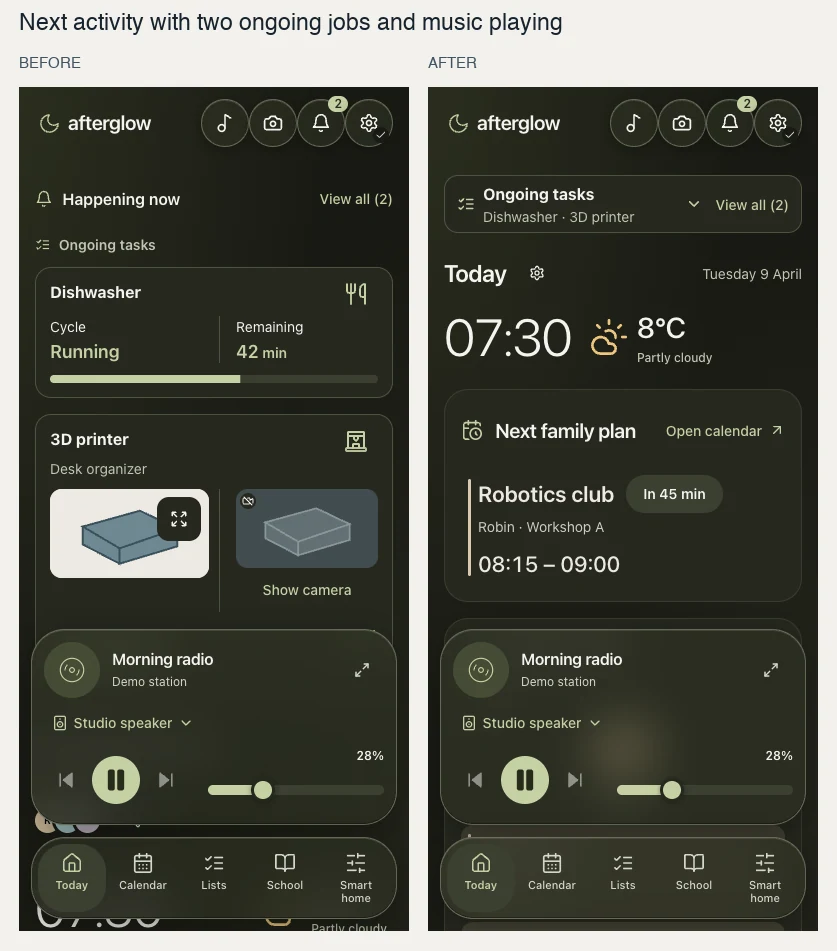 Next activity with two ongoing jobs and music playing
BEFORE
afterglow
2
Happening now
View all (2)
Ongoing tasks
Dishwasher
Cycle
Remaining
Running
42 min
3D printer
Desk organizer
Show camera
Morning radio
Demo station
Studio speaker
28%
Today
Calendar
Lists
School
Smart
home
07:30
Partly cloudy
AFTER
afterglow
2
Ongoing tasks
Dishwasher · 3D printer
View all (2)
Today
Tuesday 9 April
07:30
8°C
Partly cloudy
Next family plan
Open calendar
Robotics club
In 45 min
Robin · Workshop A
08:15 – 09:00
Morning radio
Demo station
Studio speaker
28%
Today
Calendar
Lists
School
Smart
home